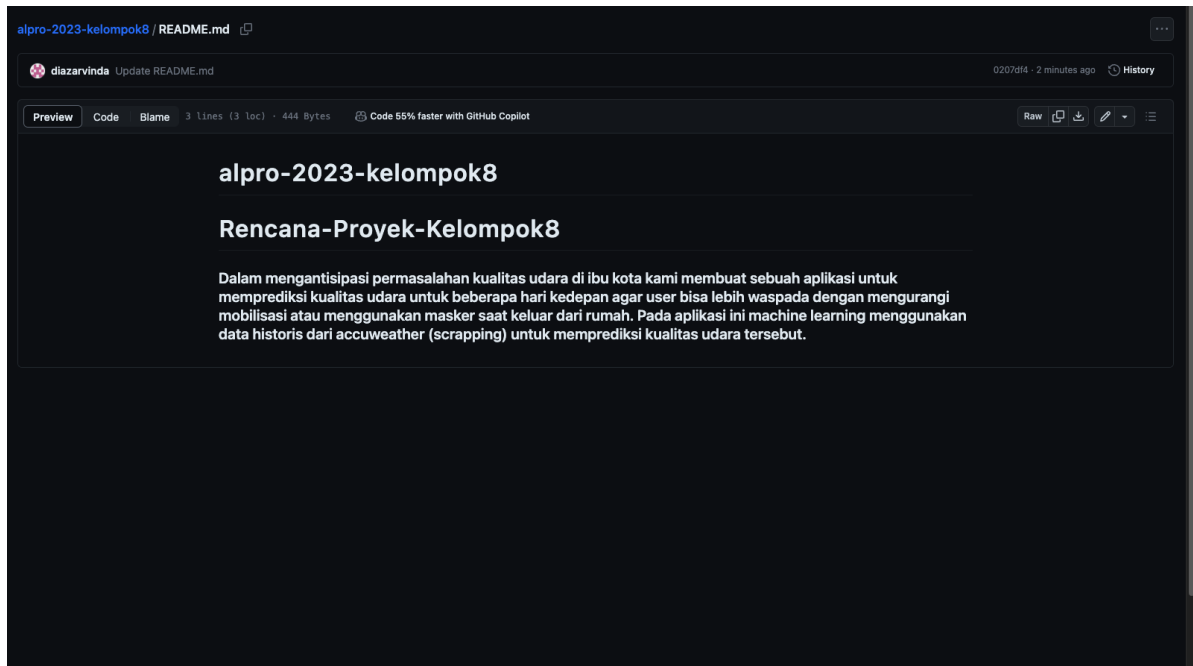 alpro-2023-kelompok8 / README.md
diazarvinda Update README.md
0207df4 · 2 minutes ago History
Preview Code Blame 3 lines (3 loc) · 444 Bytes Code 55% faster with GitHub Copilot Raw
alpro-2023-kelompok8
Rencana-Proyek-Kelompok8
Dalam mengantisipasi permasalahan kualitas udara di ibu kota kami membuat sebuah aplikasi untuk
memprediksi kualitas udara untuk beberapa hari kedepan agar user bisa lebih waspada dengan mengurangi
mobilisasi atau menggunakan masker saat keluar dari rumah. Pada aplikasi ini machine learning menggunakan
data historis dari accuweather (scrapping) untuk memprediksi kualitas udara tersebut.